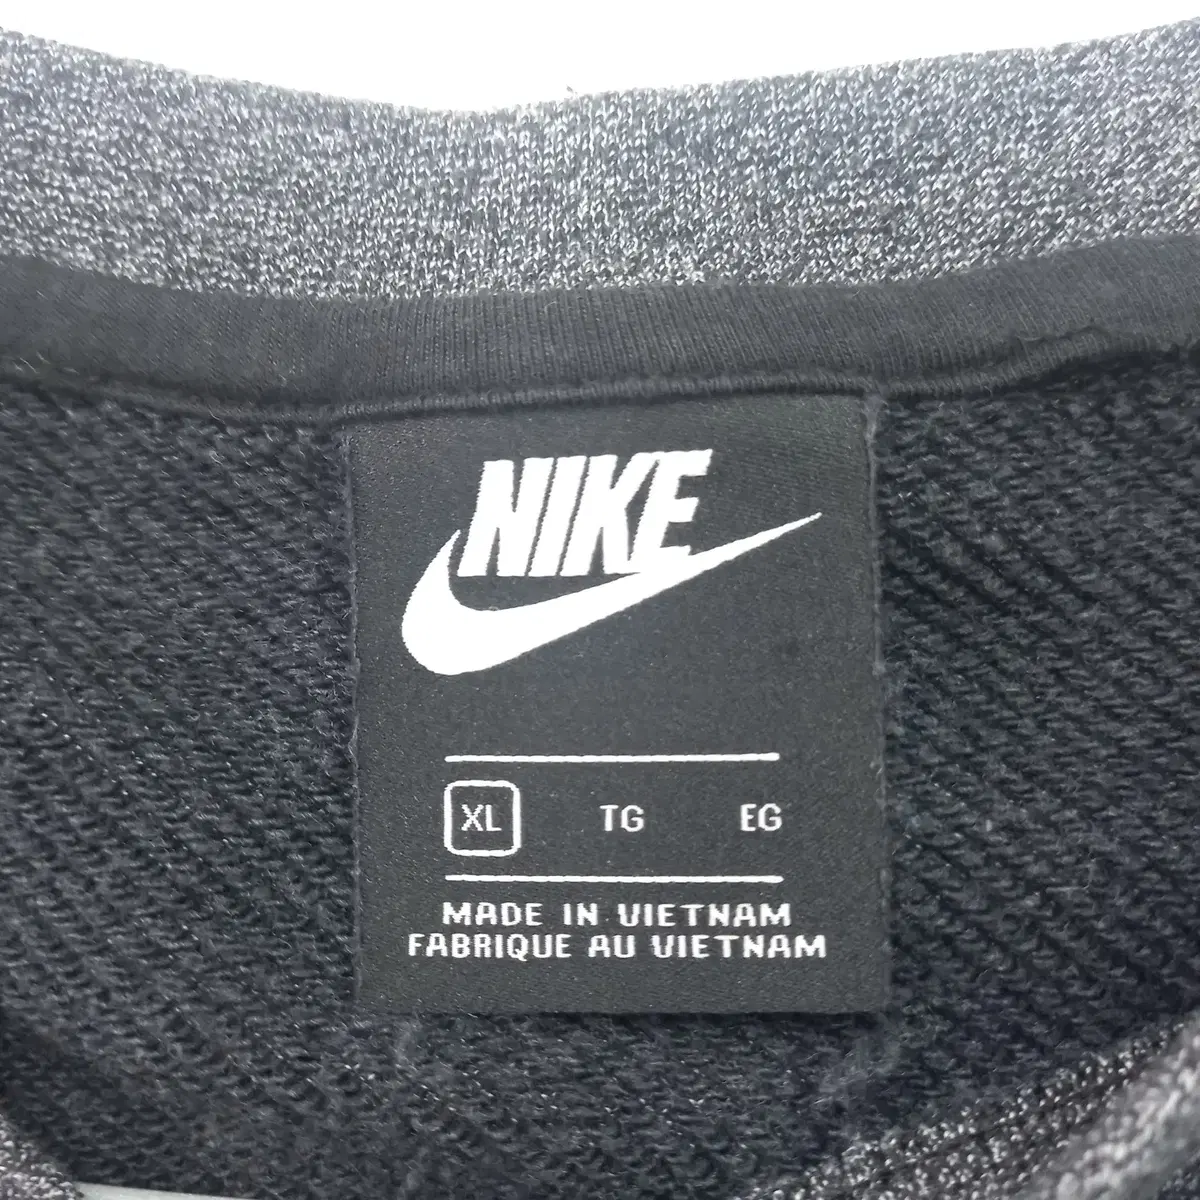 NIKE
XL TG EG
MADE IN VIETNAM
FABRIQUE AU VIETNAM